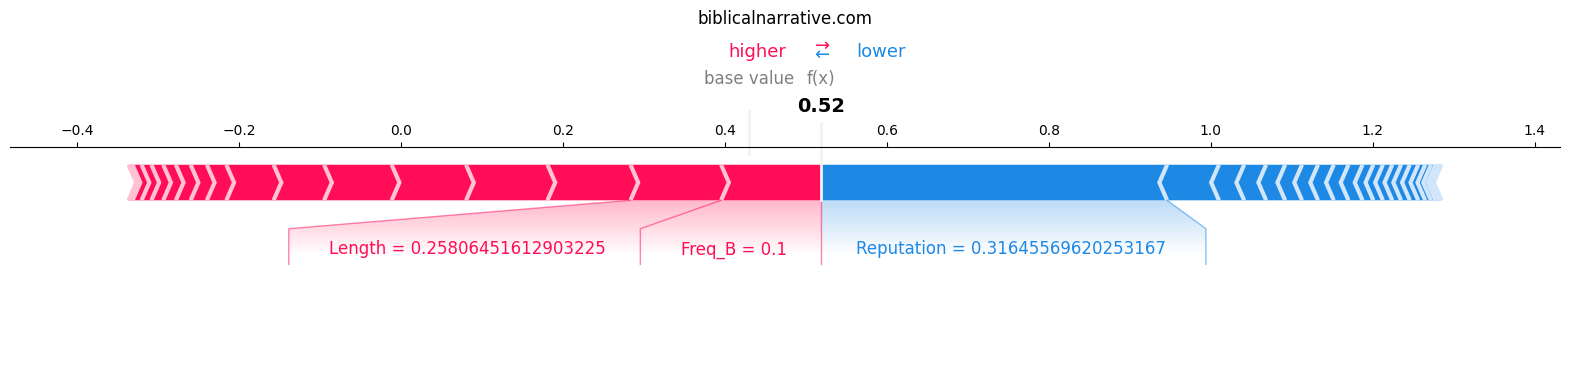 biblicalnarrative.com
higher ⇄ lower
base value f(x)
0.52
−0.4 −0.2 0.0 0.2 0.4 0.6 0.8 1.0 1.2 1.4
Length = 0.25806451612903225 Freq_B = 0.1 Reputation = 0.31645569620253167